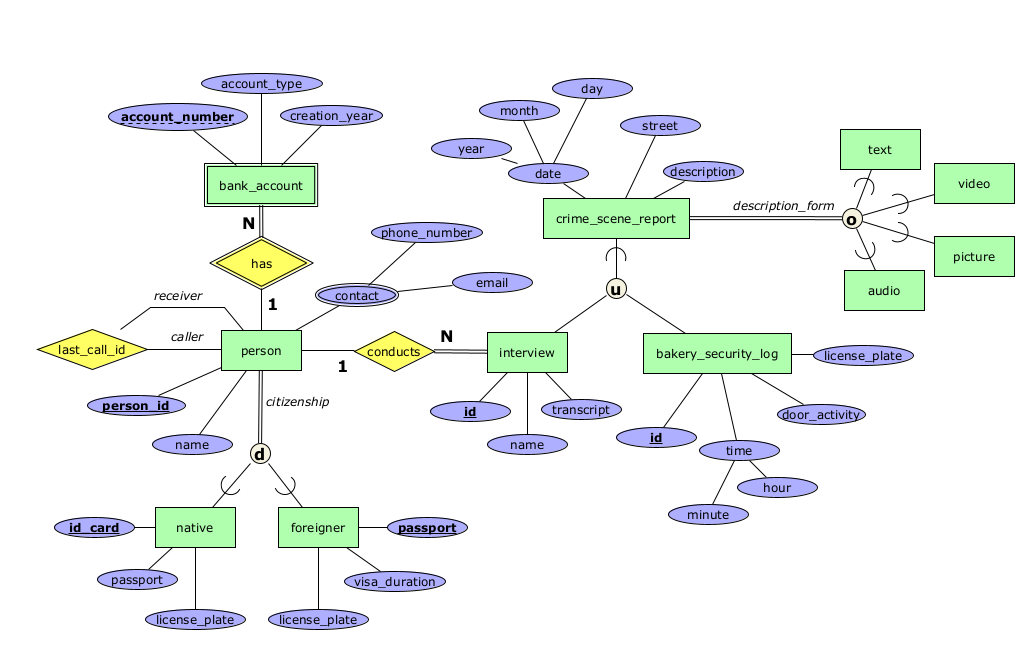 account_type
account_number
creation_year
bank_account
N
has
1
phone_number
contact
email
receiver
caller
last_call_id
person
1
conducts
N
interview
person_id
name
citizenship
d
native
foreigner
id_card
passport
license_plate
passport
visa_duration
license_plate
id
name
transcript
day
month
year
date
street
description
crime_scene_report
description_form
o
text
video
picture
audio
u
bakery_security_log
license_plate
door_activity
id
time
hour
minute